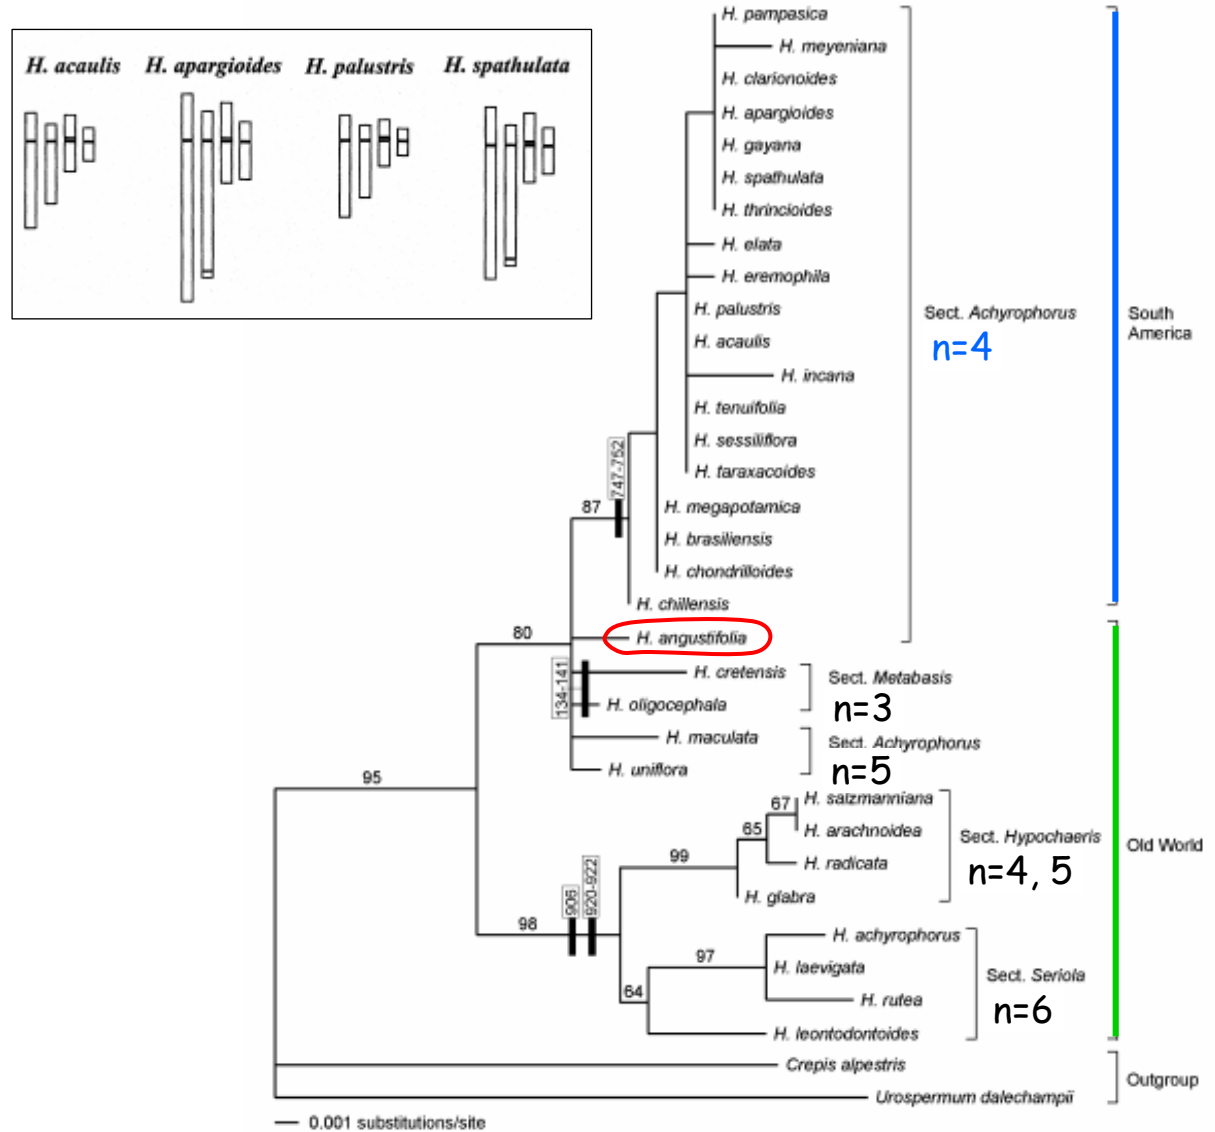 H. acaulis H. apargioides H. palustris H. spathulata
H. pampasica
H. meyeniana
H. clarionoides
H. apargioides
H. gayana
H. spathulata
H. thrincioides
H. elata
H. eremophila
H. palustris
H. acaulis
H. incana
H. tenuifolia
H. sessiliflora
H. taraxacoides
H. megapotamica
H. brasiliensis
H. chondrilloides
H. chillensis
H. angustifolia
H. cretensis
H. oligocephala
H. maculata
H. uniflora
H. salzmanniana
H. arachnoidea
H. radicata
H. glabra
H. achyrophorus
H. laevigata
H. rutea
H. leontodontoides
Crepis alpestris
Urospermum dalechampii
Sect. Achyrophorus
n=4
Sect. Metabasis
n=3
Sect. Achyrophorus
n=5
Sect. Hypochaeris
n=4, 5
Sect. Seriola
n=6
South
America
Old World
Outgroup
747-752
87
80
134-141
95
67
65
99
906
920-922
98
97
64
0.001 substitutions/site